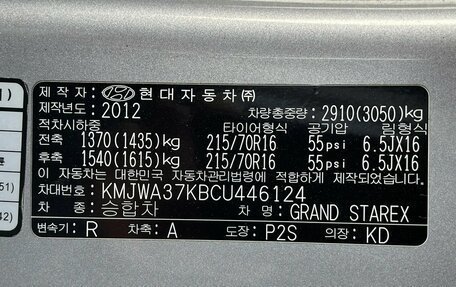 제 작 자 : 현대자동차㈜
제작년도: 2012 차량총중량: 2910(3050)kg
적차시하중 타이어형식 공기압 림형식
전축 1370(1435)kg 215/70R16 55psi 6.5JX16
후축 1540(1615)kg 215/70R16 55psi 6.5JX16
이 자동차는 대한민국 자동차관리법령에 적합하게 제작되었습니다.
차대번호: KMJWA37KBCU446124
차 종: 승합차 차 명: GRAND STAREX
변속기: R 차축: A 도장: P2S 의장: KD
51)
42)